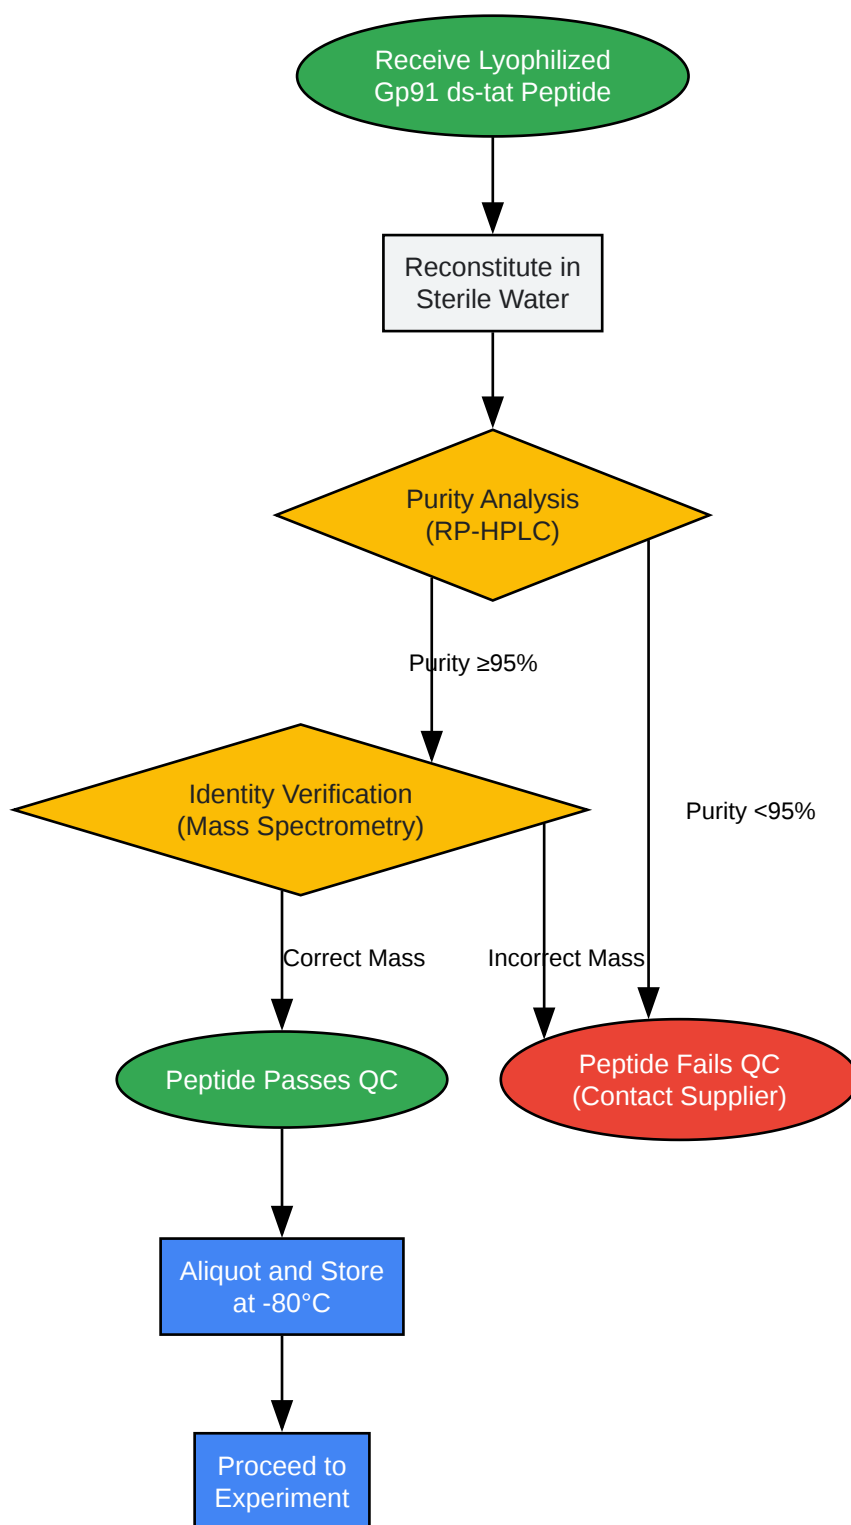 Receive Lyophilized
Gp91 ds-tat Peptide
Reconstitute in
Sterile Water
Purity Analysis
(RP-HPLC)
Purity ≥95%
Identity Verification
(Mass Spectrometry)
Purity <95%
Correct Mass
Incorrect Mass
Peptide Passes QC
Peptide Fails QC
(Contact Supplier)
Aliquot and Store
at -80°C
Proceed to
Experiment